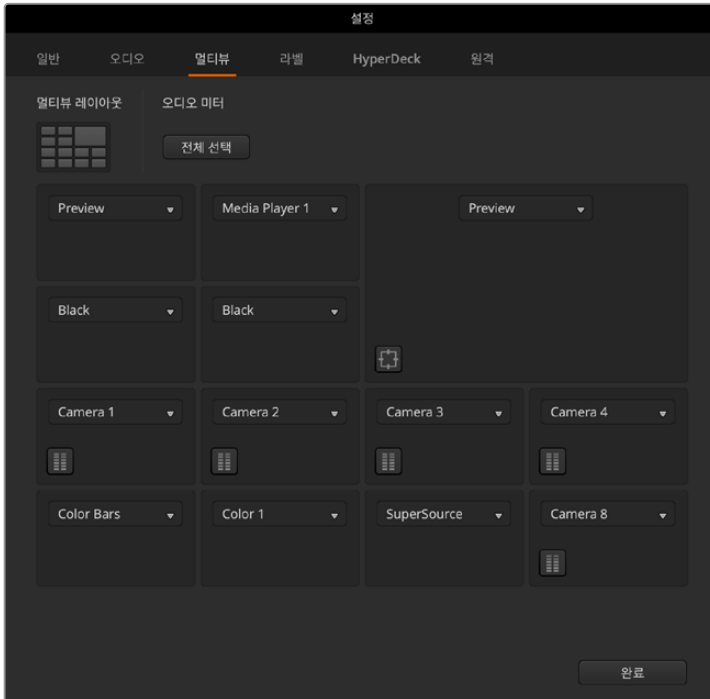 설정
일반 오디오 멀티뷰 라벨 HyperDeck 원격
멀티뷰 레이아웃 오디오 미터
전체 선택
Preview Media Player 1 Preview
Black Black
Camera 1 Camera 2 Camera 3 Camera 4
Color Bars Color 1 SuperSource Camera 8
완료